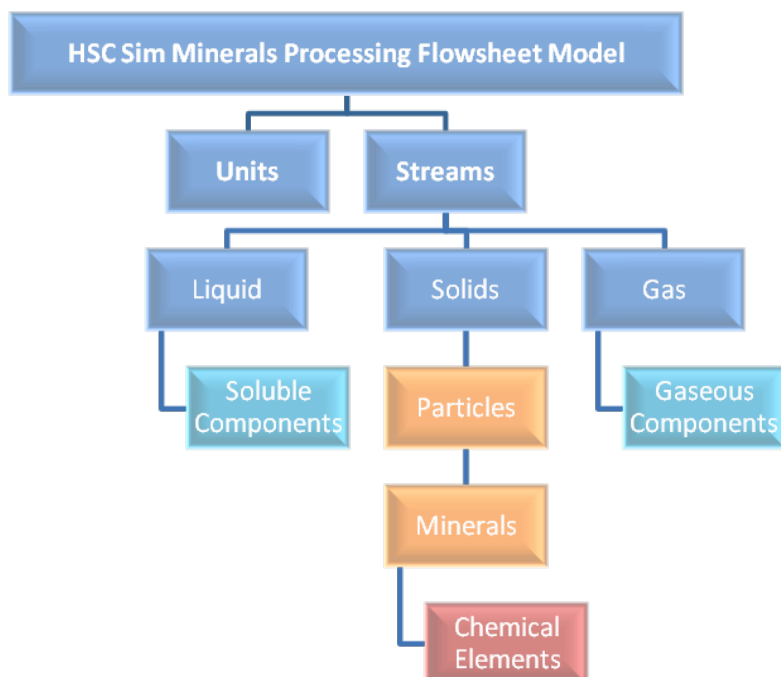 HSC Sim Minerals Processing Flowsheet Model
Units
Streams
Liquid
Solids
Gas
Soluble
Components
Particles
Gaseous
Components
Minerals
Chemical
Elements